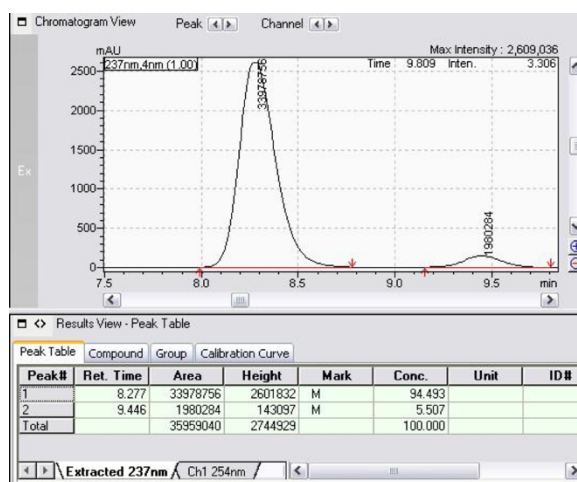 Chromatogram View Peak Channel
mAU
237nm,4nm (1.00)
Max Intensity : 2,609,036
Time 9.809 Inten. 3.306
2500
2000
1500
1000
500
0
33978756
1980284
7.5 8.0 8.5 9.0 9.5 min
Ex
Results View - Peak Table
Peak Table Compound Group Calibration Curve
Peak# Ret. Time Area Height Mark Conc. Unit ID#
1 8.277 33978756 2601832 M 94.493
2 9.446 1980284 143097 M 5.507
Total 35959040 2744929 100.000
Extracted 237nm Ch1 254nm